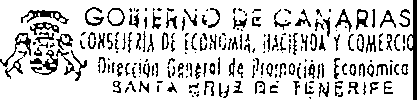 GOBIERNO DE CANARIAS
CONSEJERÍA DE ECONOMÍA, HACIENDA Y COMERCIO
Dirección General de Promoción Económica
SANTA CRUZ DE TENERIFE